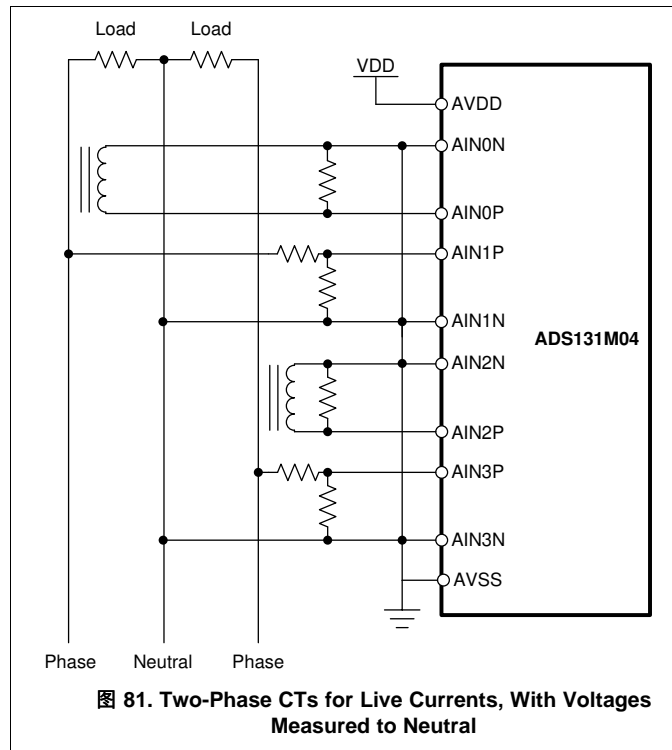 Load Load
VDD
AVDD
AIN0N
AIN0P
AIN1P
AIN1N
ADS131M04
AIN2N
AIN2P
AIN3P
AIN3N
AVSS
Phase Neutral Phase
图 81. Two-Phase CTs for Live Currents, With Voltages
Measured to Neutral